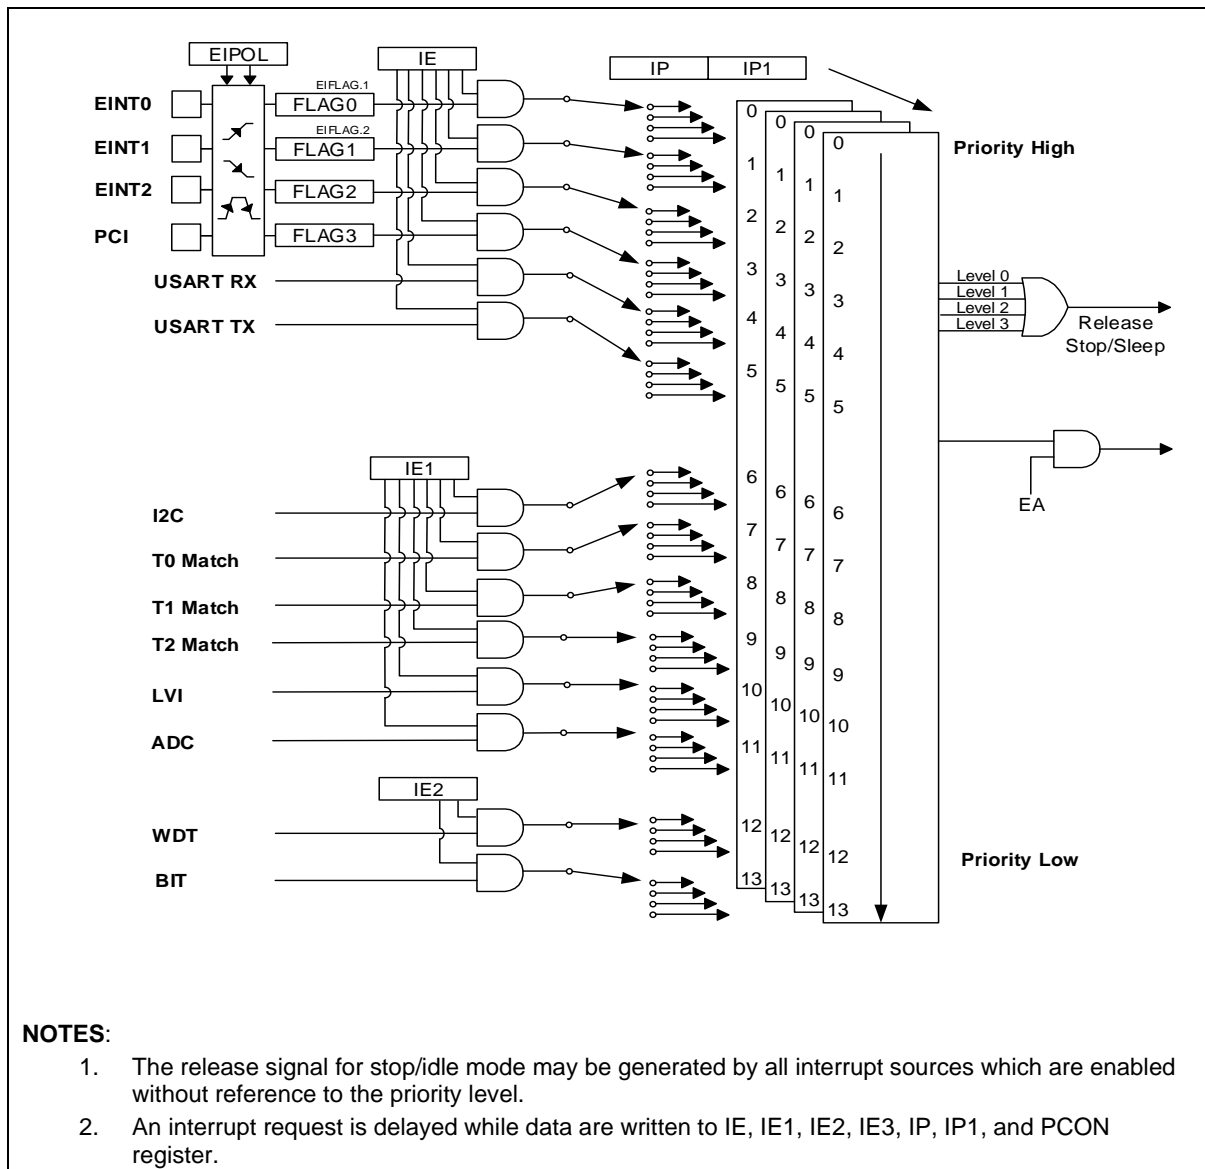 EIPOL
IE
IP IP1
EIFLAG.1
EINT0 FLAG0
EIFLAG.2
EINT1 FLAG1
EINT2 FLAG2
PCI FLAG3
USART RX
USART TX
0 0 0 0
1 1 1 1
2 2 2 2
3 3 3 3
4 4 4 4
5 5 5 5
Priority High
Level 0
Level 1
Level 2
Level 3
Release
Stop/Sleep
EA
IE1
I2C
T0 Match
T1 Match
T2 Match
LVI
ADC
6 6 6 6
7 7 7 7
8 8 8 8
9 9 9 9
10 10 10 10
11 11 11 11
IE2
WDT
BIT
12 12 12 12
13 13 13 13
Priority Low
NOTES:
1. The release signal for stop/idle mode may be generated by all interrupt sources which are enabled
without reference to the priority level.
2. An interrupt request is delayed while data are written to IE, IE1, IE2, IE3, IP, IP1, and PCON
register.